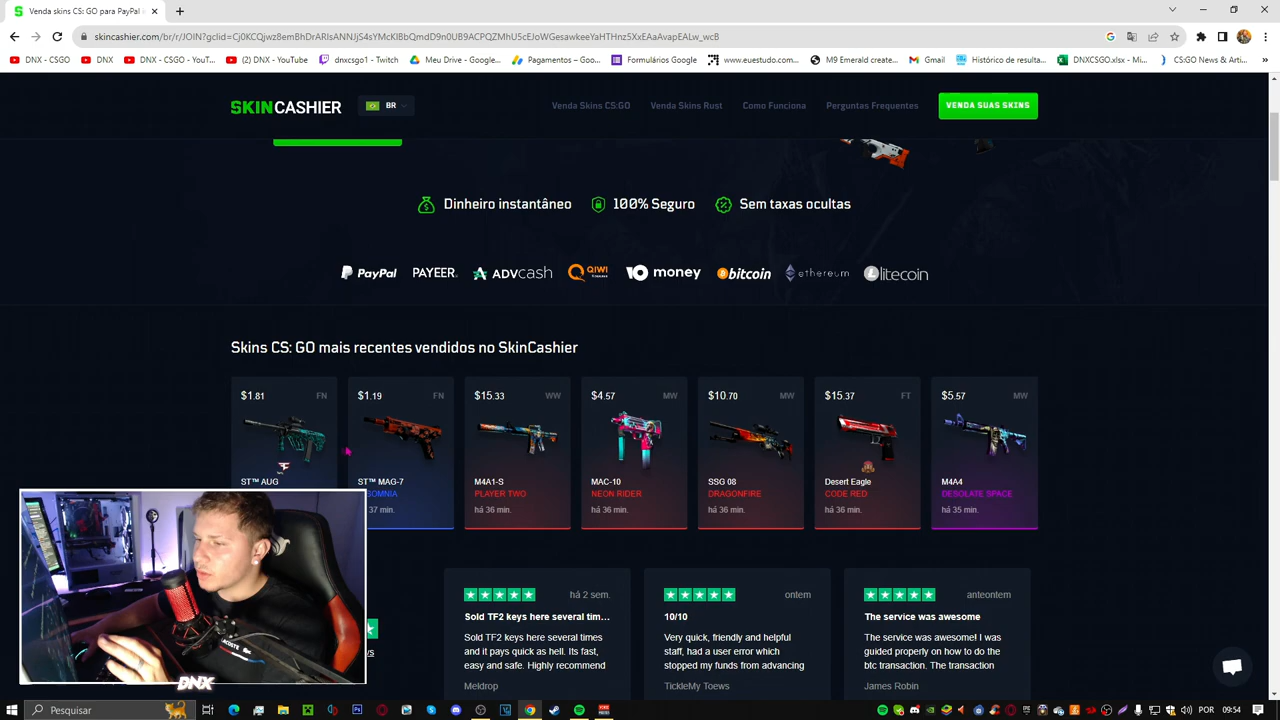 Venda skins CS: GO para PayPal
skincashier.com/br/r/JOIN?gclid=Cj0KCQjwz8emBhDrARIsANNJjS4sYMcKIBbQmdD9n0UB9ACPQZMhU5cEJoWGesawkeeYaHTHnz5XxEAaAvapEALw_wcB
DNX - CSGO
DNX
DNX - CSGO - YouT...
(2) DNX - YouTube
dnxcsgo1 - Twitch
Meu Drive - Google...
Pagamentos – Goo...
Formulários Google
www.euestudo.com
M9 Emerald create...
Gmail
Histórico de resulta...
DNXCSGO.xlsx - Mi...
CS:GO News & Arti...
SKINCASHIER
BR
Venda Skins CS:GO
Venda Skins Rust
Como Funciona
Perguntas Frequentes
VENDA SUAS SKINS
Dinheiro instantâneo
100% Seguro
Sem taxas ocultas
PayPal
PAYEER
ADVcash
QIWI
IO money
bitcoin
ethereum
litecoin
Skins CS: GO mais recentes vendidos no SkinCashier
$1.81 FN
ST™ AUG
$1.19 FN
ST™ MAG-7
SOMNIA
37 min.
$15.33 WW
M4A1-S
PLAYER TWO
há 36 min.
$4.57 MW
MAC-10
NEON RIDER
há 36 min.
$10.70 MW
SSG 08
DRAGONFIRE
há 36 min.
$15.37 FT
Desert Eagle
CODE RED
há 36 min.
$5.57 MW
M4A4
DESOLATE SPACE
há 35 min.
há 2 sem.
Sold TF2 keys here several tim...
Sold TF2 keys here several times
and it pays quick as hell. Its fast,
easy and safe. Highly recommend
Meldrop
ontem
10/10
Very quick, friendly and helpful
staff, had a user error which
stopped my funds from advancing
TickleMy Toews
anteontem
The service was awesome
The service was awesome! I was
guided properly on how to do the
btc transaction. The transaction
James Robin
DNX
Pesquisar
POR
09:54